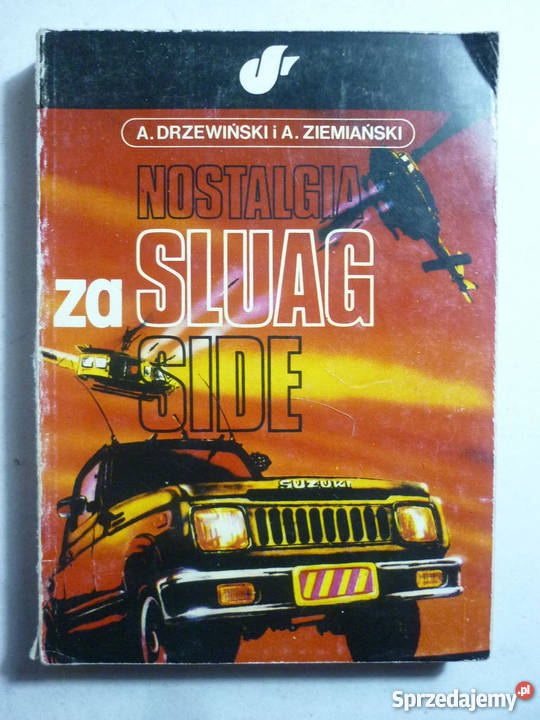 A. DRZEWIŃSKI i A. ZIEMIAŃSKI
NOSTALGIA
za SLUAG
SIDE
SUZUKI
Sprzedajemy.pl